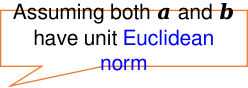 Assuming both a and b
have unit Euclidean
norm